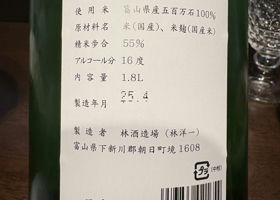 使用米 富山県産五百万石100%
原材料名 米(国産)、米麹(国産米)
精米歩合 55%
アルコール分 16度
内容量 1.8L
製造年月 25.4
製造者 林酒造場(林洋一)
富山県下新川郡朝日町境1608